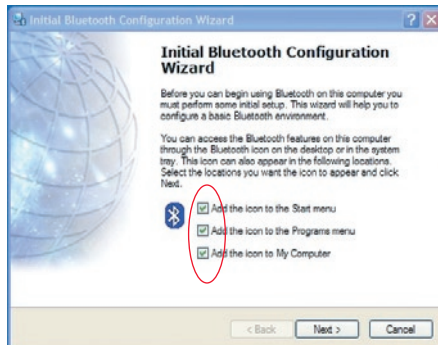 Initial Bluetooth Configuration Wizard
Initial Bluetooth Configuration
Wizard
Before you can begin using Bluetooth on this computer you
must perform some initial setup. This wizard will help you to
configure a basic Bluetooth environment.
You can access the Bluetooth features on this computer
through the Bluetooth icon on the desktop or in the system
tray. This icon can also appear in the following locations.
Select the locations you want the icon to appear and click
Next.
Add the icon to the Start menu
Add the icon to the Programs menu
Add the icon to My Computer
< Back Next > Cancel